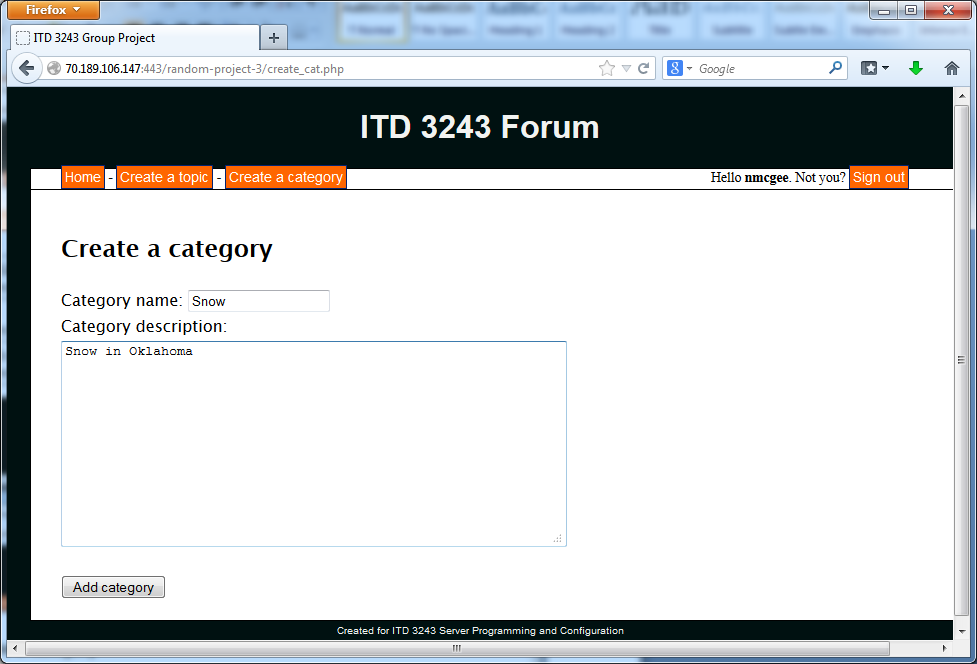 Firefox
ITD 3243 Group Project
70.189.106.147:443/random-project-3/create_cat.php
Google
ITD 3243 Forum
Home - Create a topic - Create a category
Hello nmcgee. Not you? Sign out
Create a category
Category name: Snow
Category description:
Snow in Oklahoma
Add category
Created for ITD 3243 Server Programming and Configuration